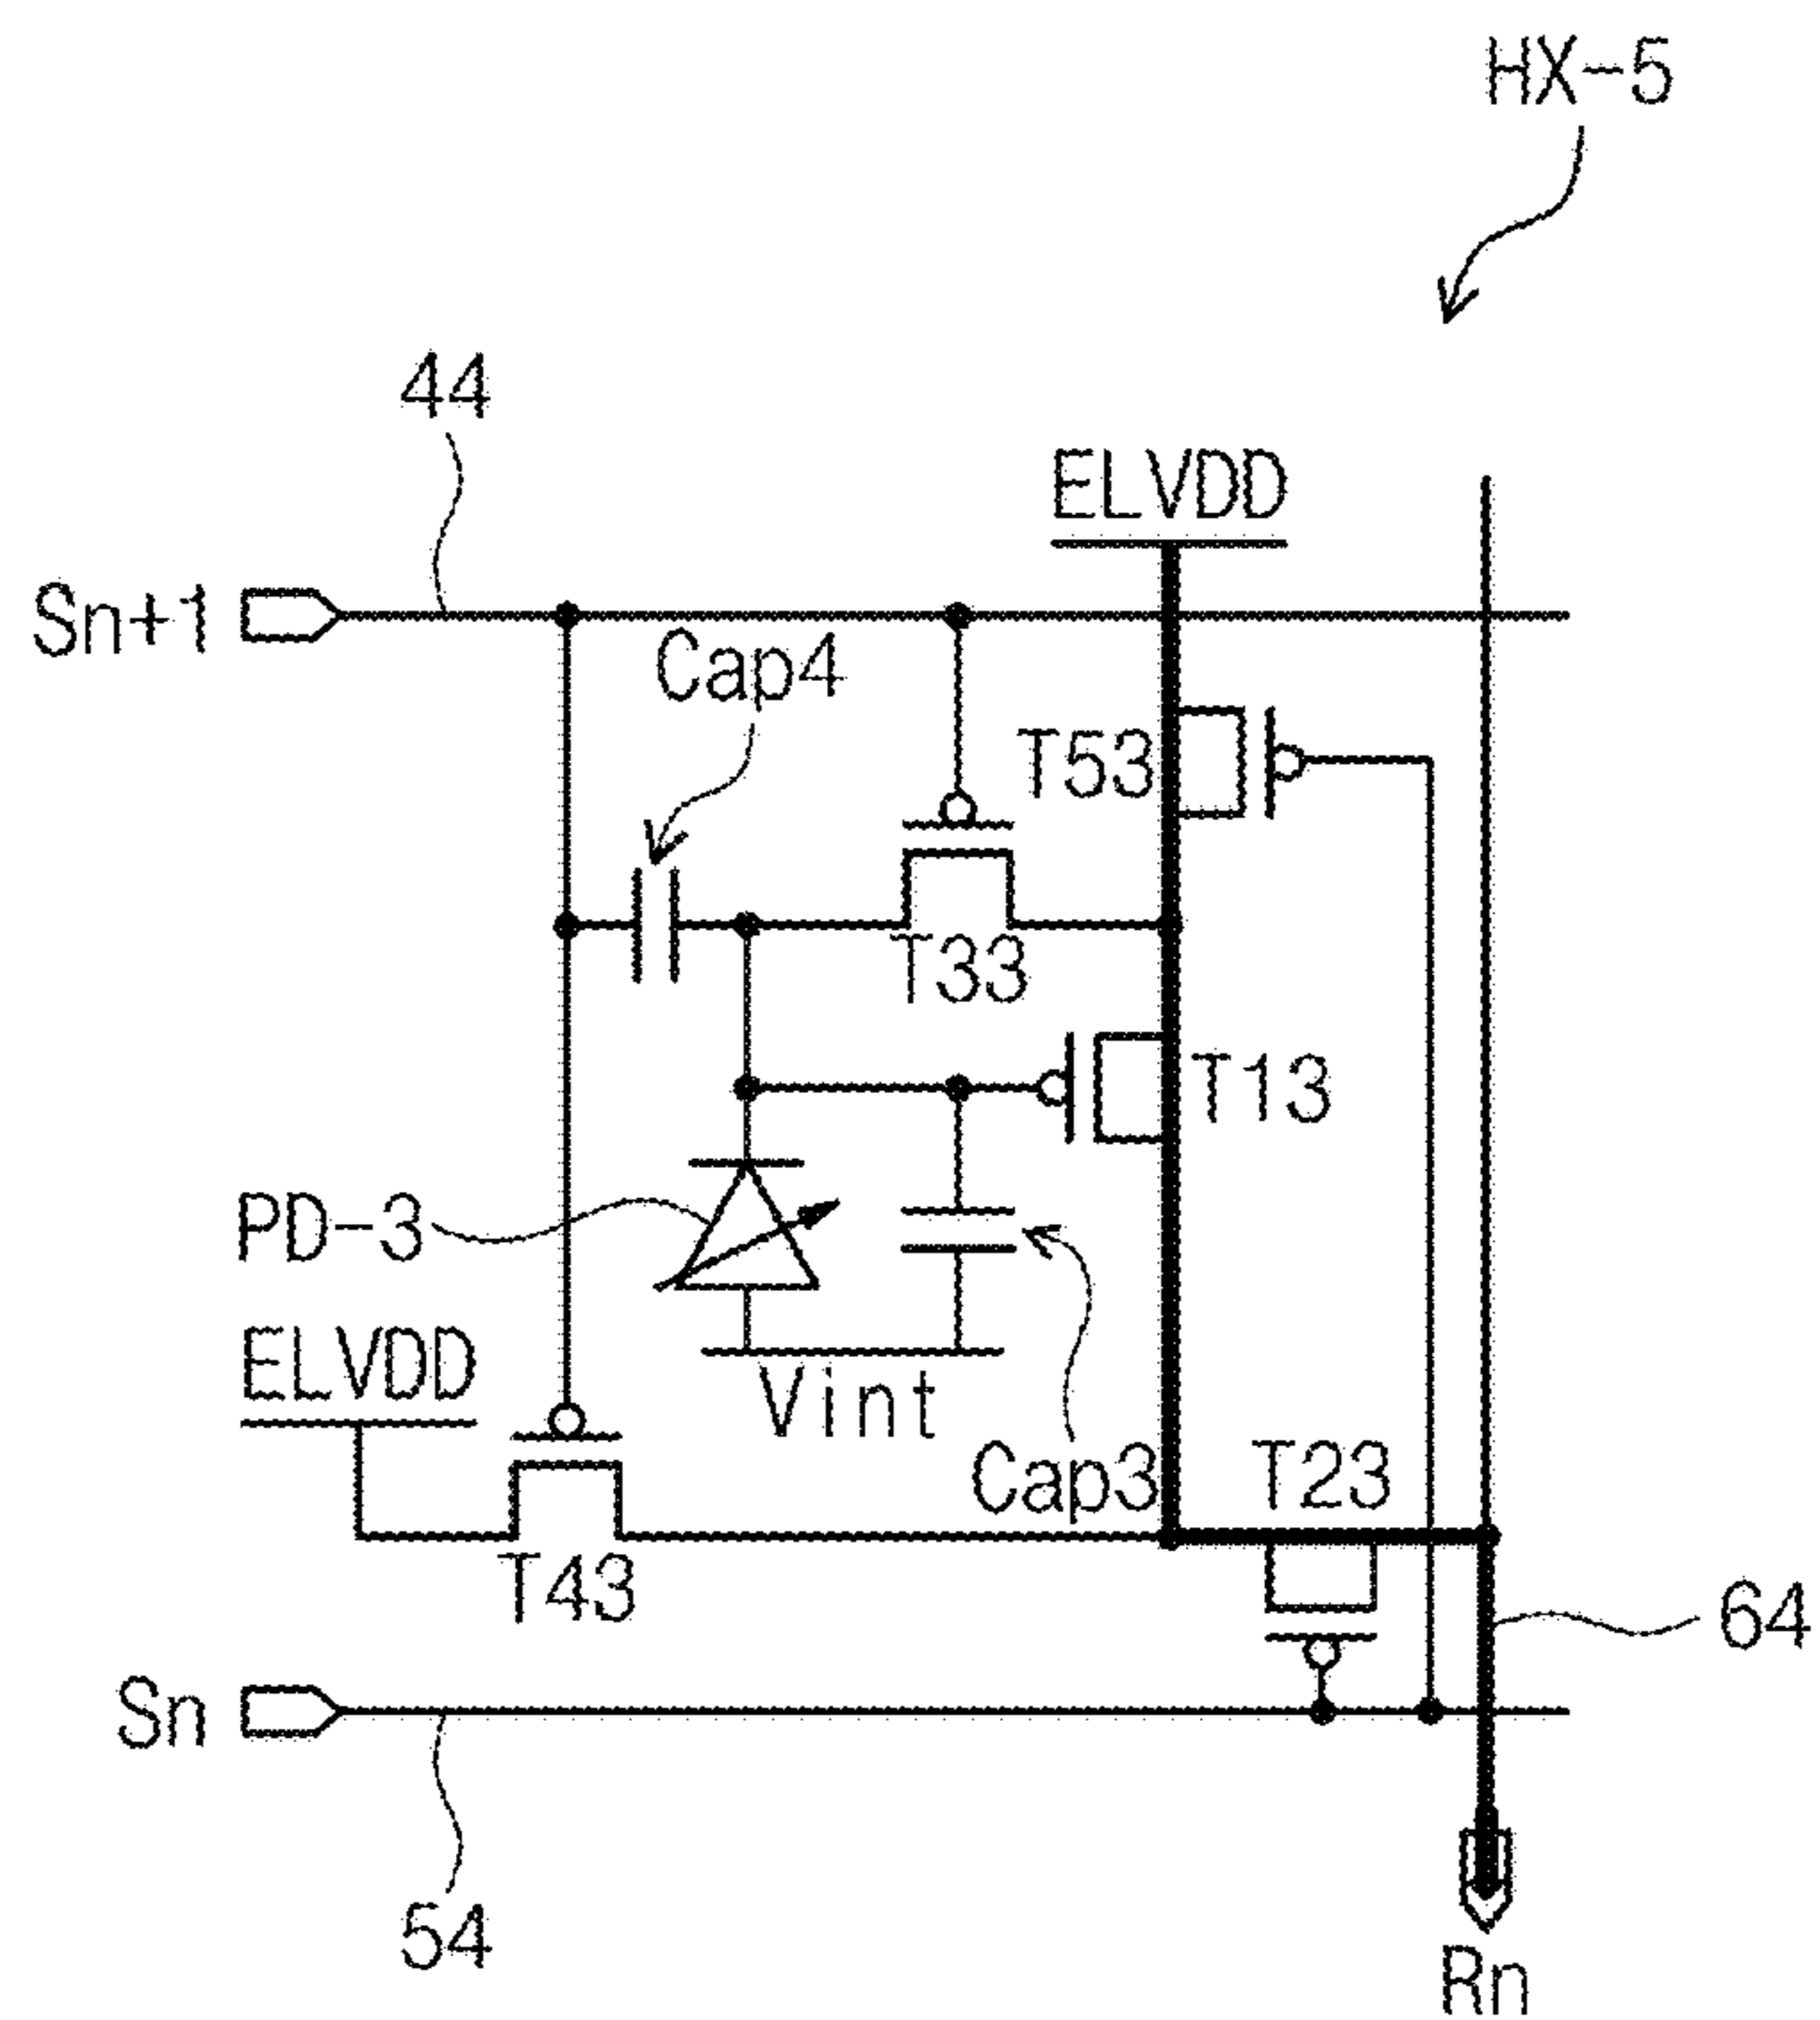 HX-5
44
ELVDD
Sn+1
Cap4
T53
T33
T13
PD-3
ELVDD
Vint
Cap3
T23
T43
64
Sn
54
Rn